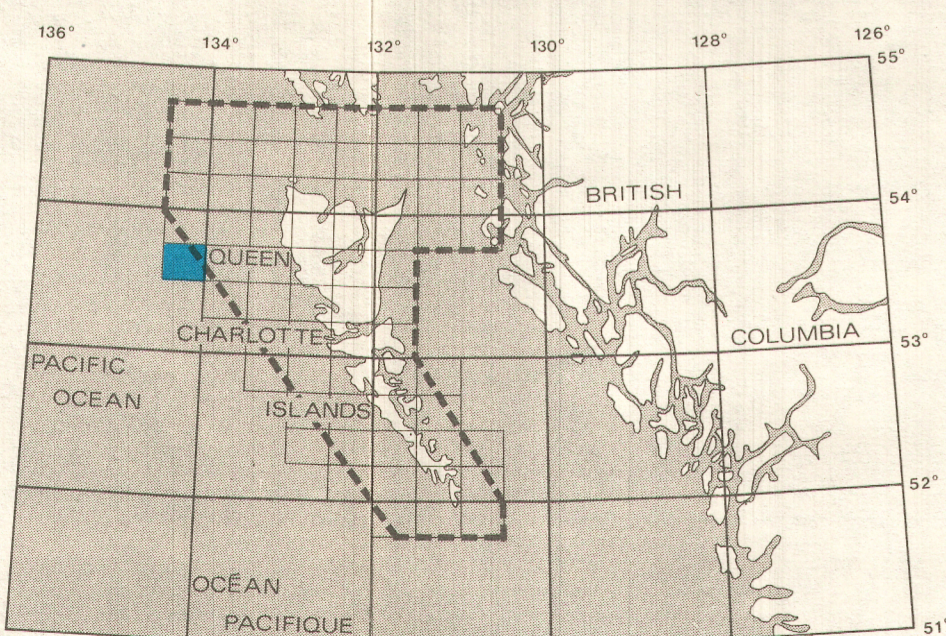 136° 134° 132° 130° 128° 126°
55°
BRITISH
54°
QUEEN
CHARLOTTE
COLUMBIA
53°
PACIFIC
OCEAN
ISLANDS
52°
OCÉAN
PACIFIQUE
51°